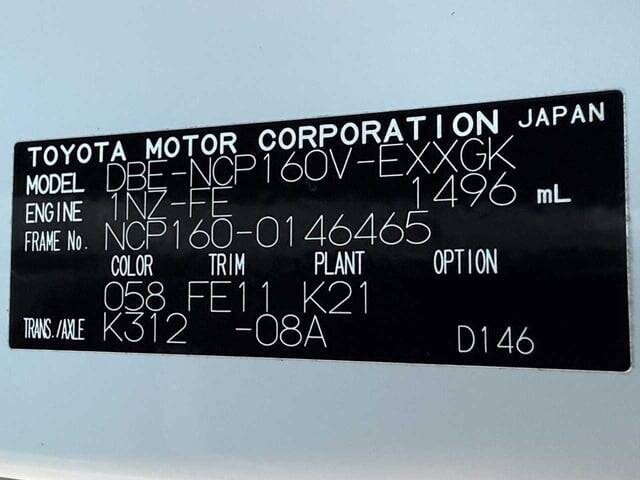 TOYOTA MOTOR CORPORATION JAPAN
MODEL DBE-NCP160V-EXXGK
ENGINE 1NZ-FE 1496 mL
FRAME No. NCP160-0146465
COLOR TRIM PLANT OPTION
058 FE11 K21
TRANS./AXLE K312 -08A D146